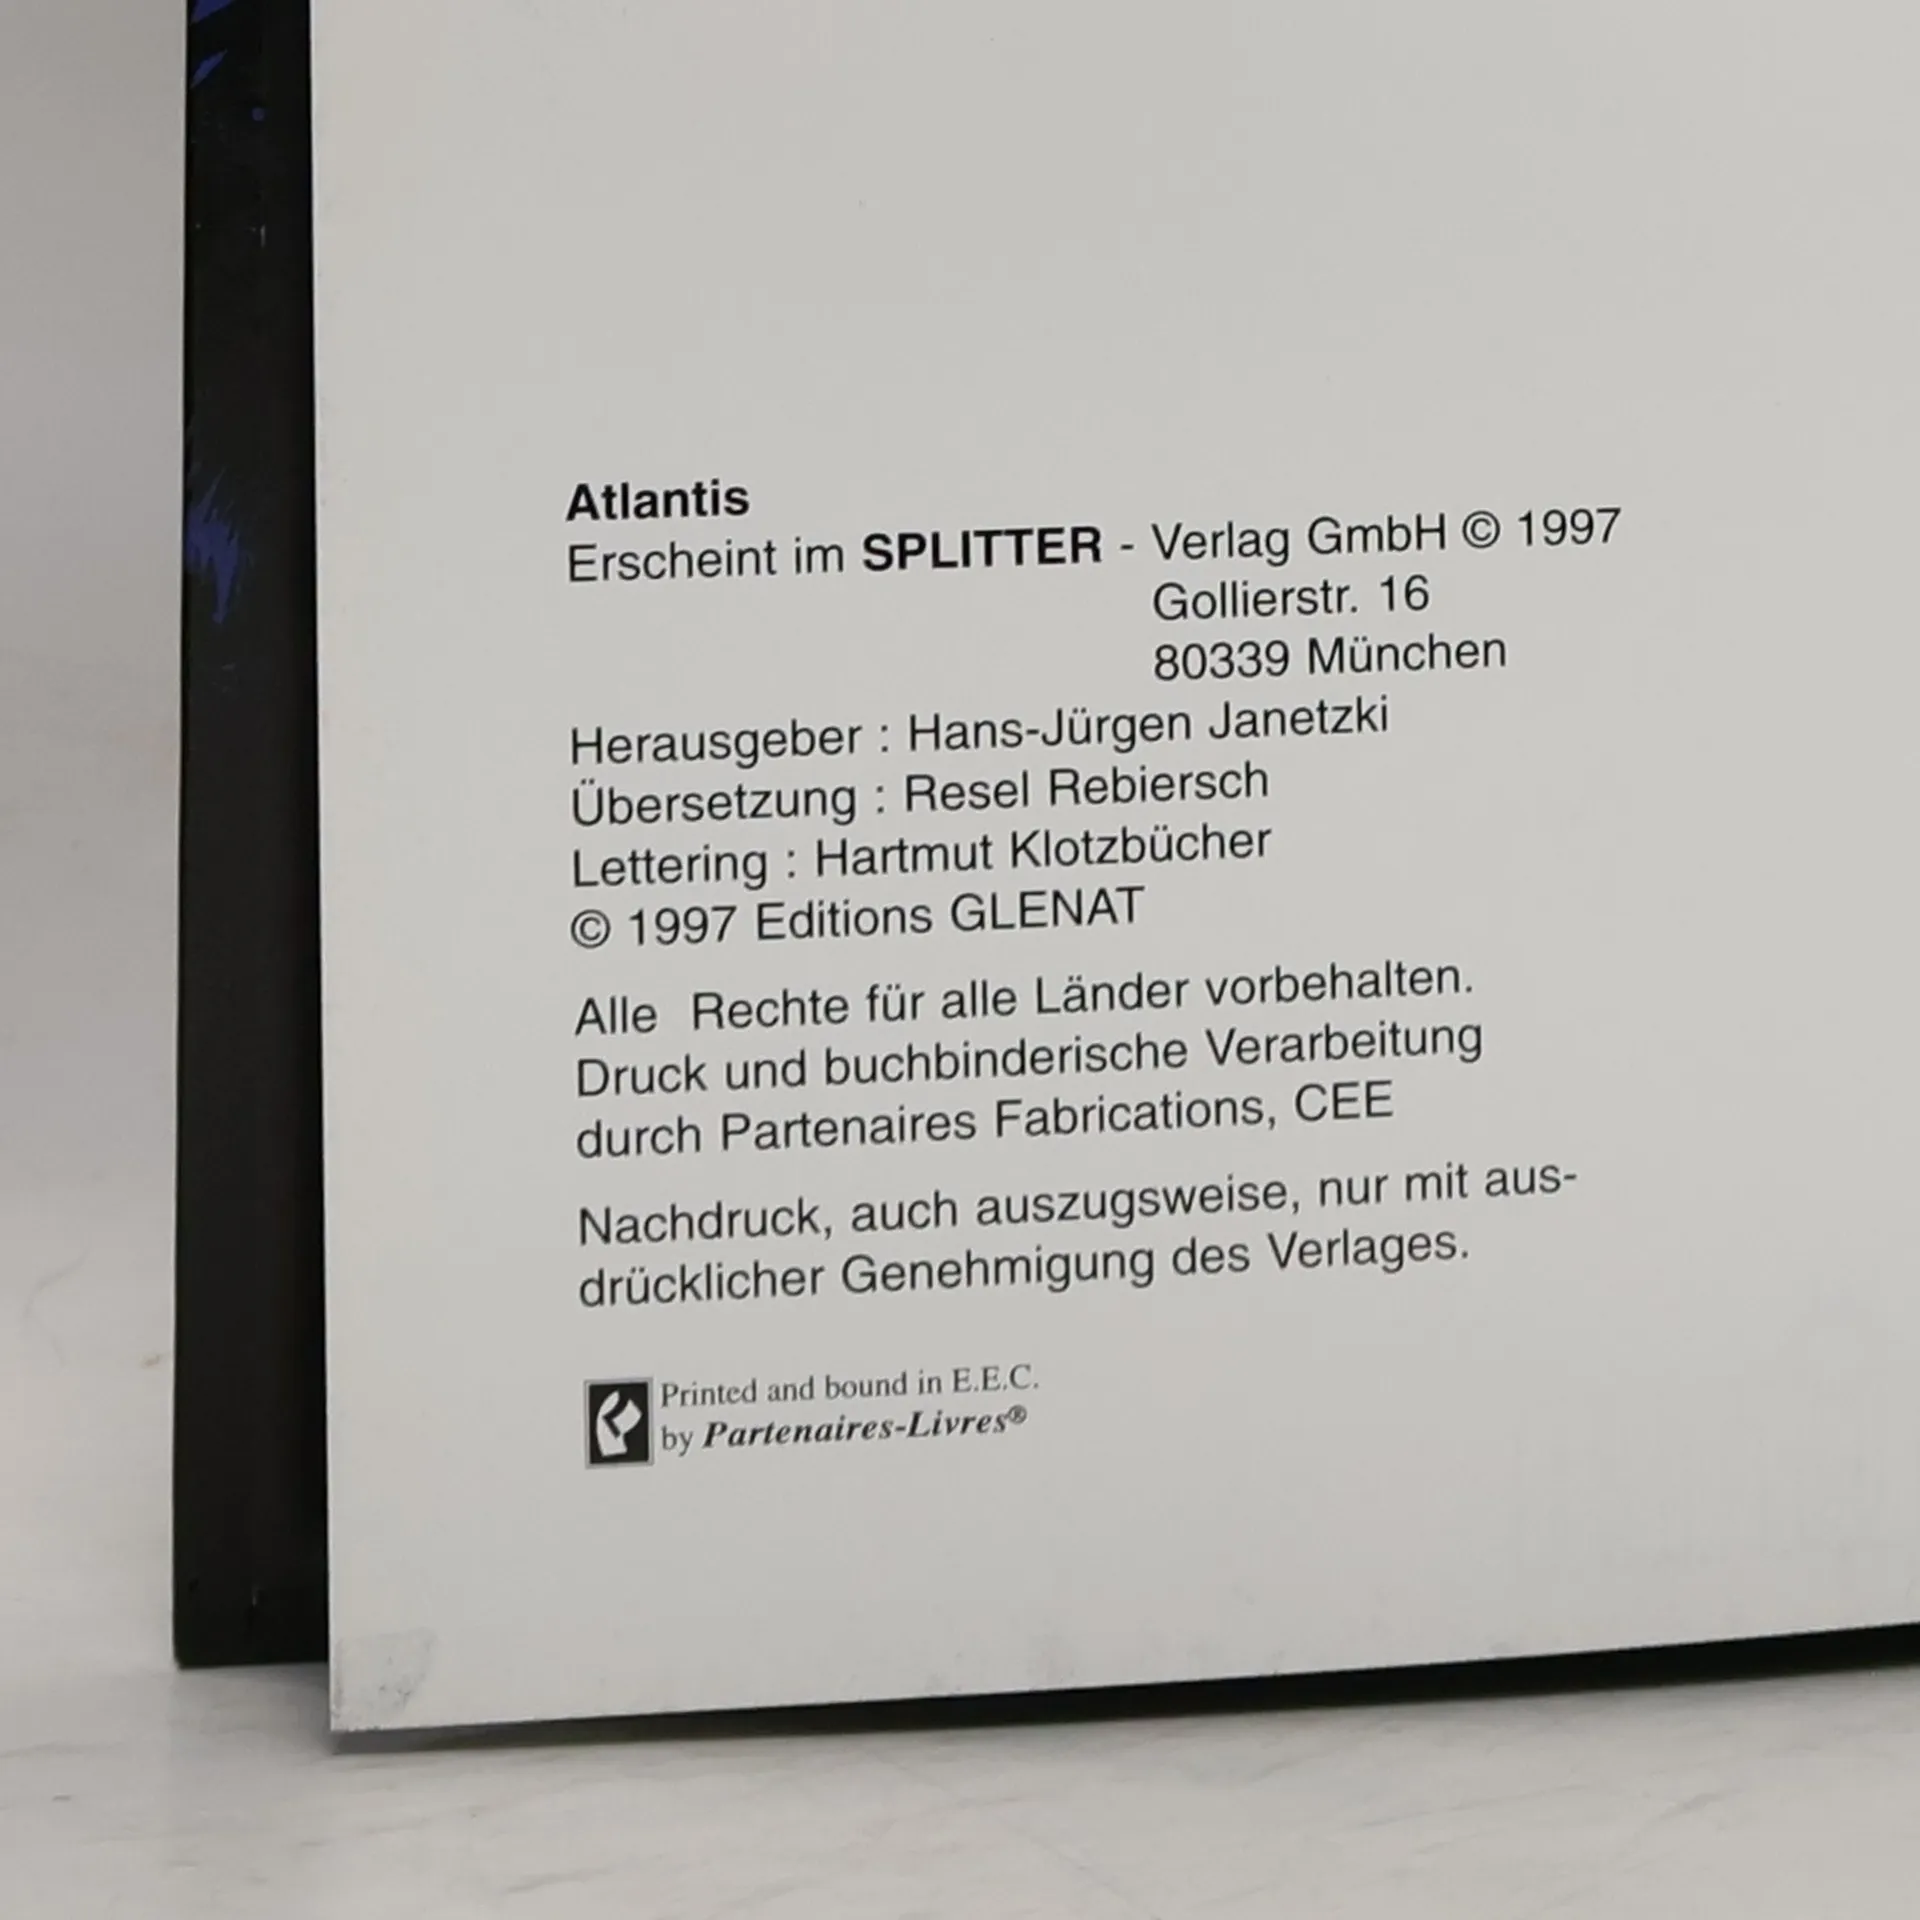 Atlantis
Erscheint im SPLITTER - Verlag GmbH © 1997
Gollierstr. 16
80339 München
Herausgeber : Hans-Jürgen Janetzki
Übersetzung : Resel Rebiersch
Lettering : Hartmut Klotzbücher
© 1997 Editions GLENAT
Alle Rechte für alle Länder vorbehalten.
Druck und buchbinderische Verarbeitung
durch Partenaires Fabrications, CEE
Nachdruck, auch auszugsweise, nur mit aus-
drücklicher Genehmigung des Verlages.
Printed and bound in E.E.C.
by Partenaires-Livres®